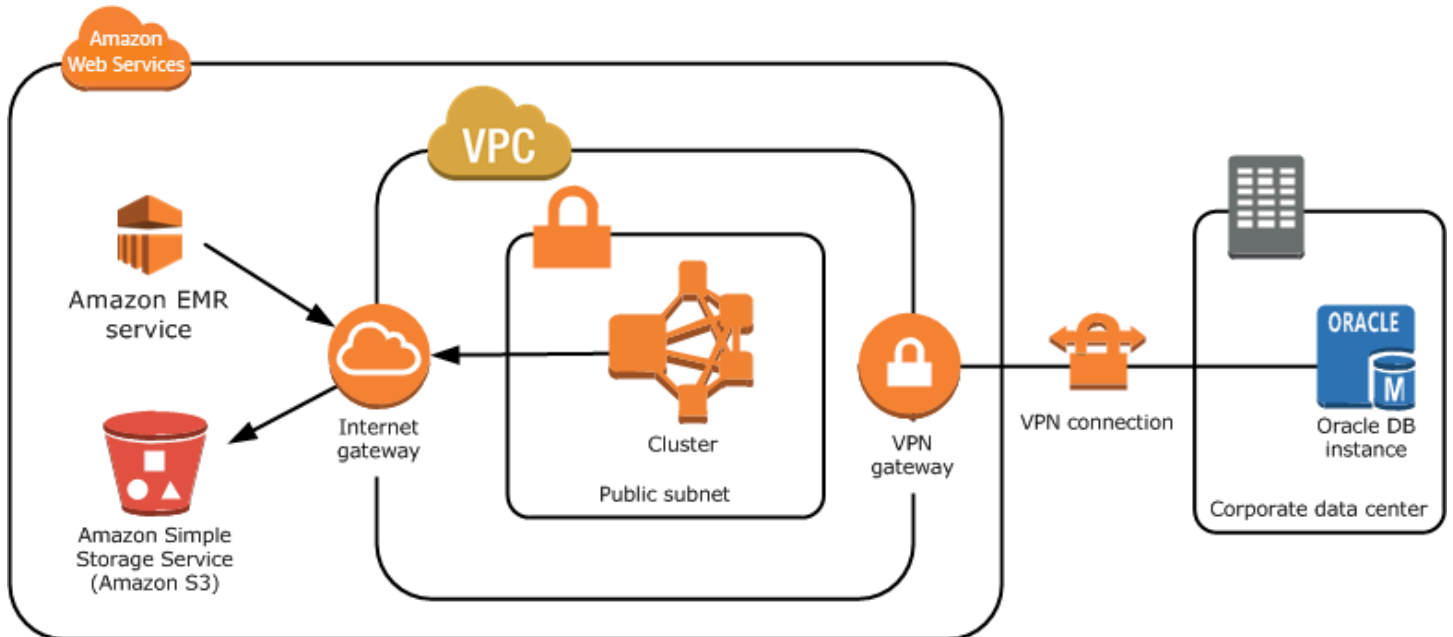 Amazon
Web Services
VPC
Amazon EMR
service
Internet
gateway
Cluster
Public subnet
VPN
gateway
VPN connection
ORACLE
M
Oracle DB
instance
Corporate data center
Amazon Simple
Storage Service
(Amazon S3)